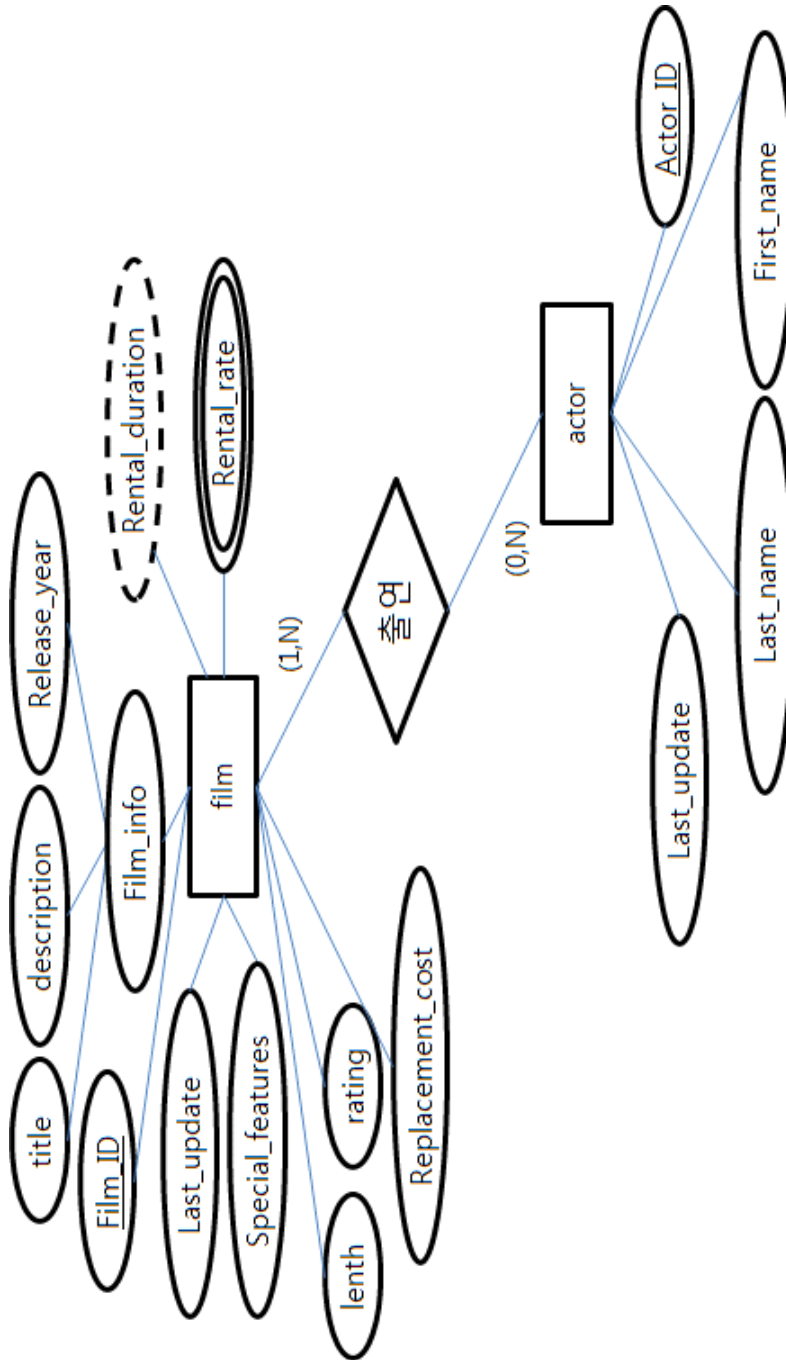 title
description
Release_year
Film_ID
Film_info
Rental_duration
Last_update
film
Rental_rate
Special_features
(1,N)
lenth
rating
Replacement_cost
출연
(0,N)
actor
Actor_ID
Last_update
Last_name
First_name